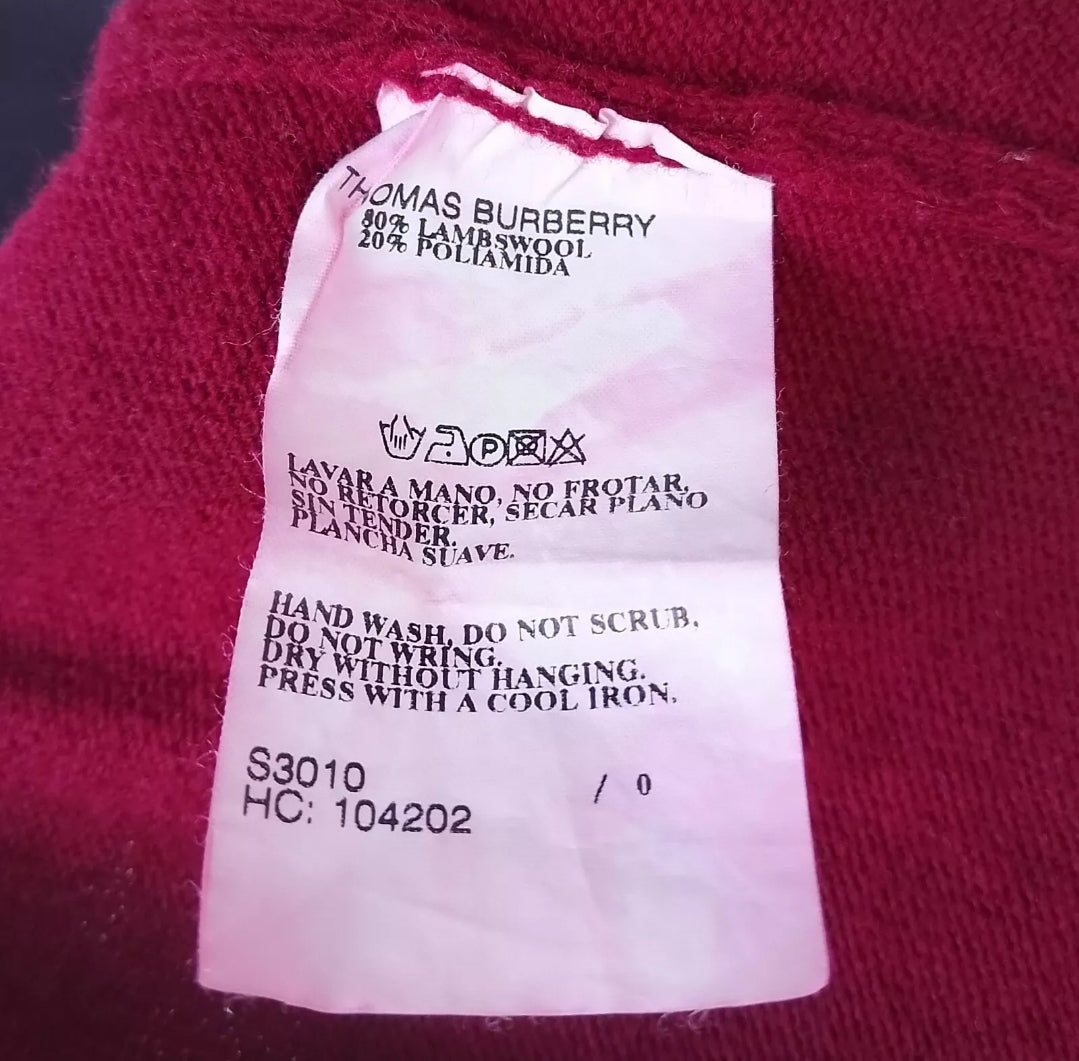 THOMAS BURBERRY
80% LAMBSWOOL
20% POLIAMIDA
P
LAVAR A MANO, NO FROTAR,
NO RETORCER, SECAR PLANO
SIN TENDER.
PLANCHA SUAVE.
HAND WASH, DO NOT SCRUB,
DO NOT WRING.
DRY WITHOUT HANGING.
PRESS WITH A COOL IRON.
S3010 / 0
HC: 104202